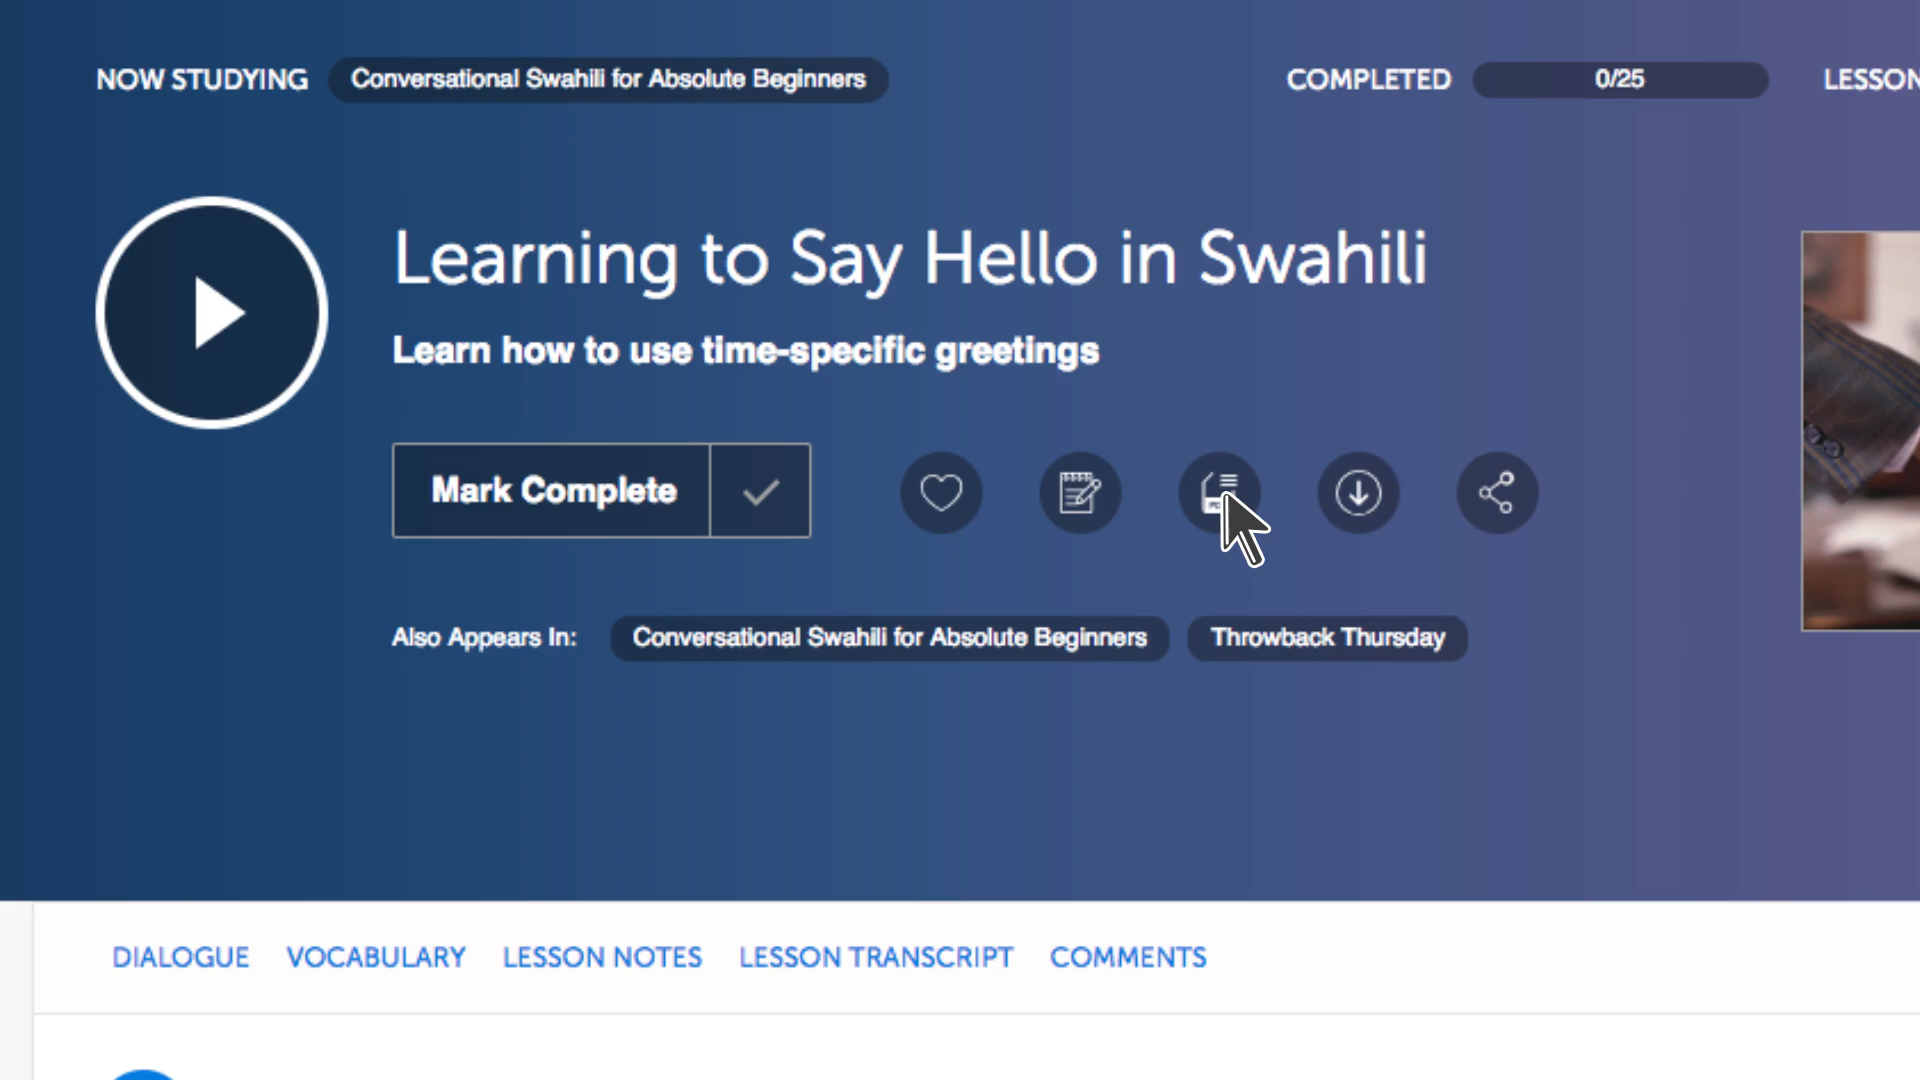 NOW STUDYING Conversational Swahili for Absolute Beginners COMPLETED 0/25 LESSON
Learning to Say Hello in Swahili
Learn how to use time-specific greetings
Mark Complete
Also Appears In: Conversational Swahili for Absolute Beginners Throwback Thursday
DIALOGUE VOCABULARY LESSON NOTES LESSON TRANSCRIPT COMMENTS